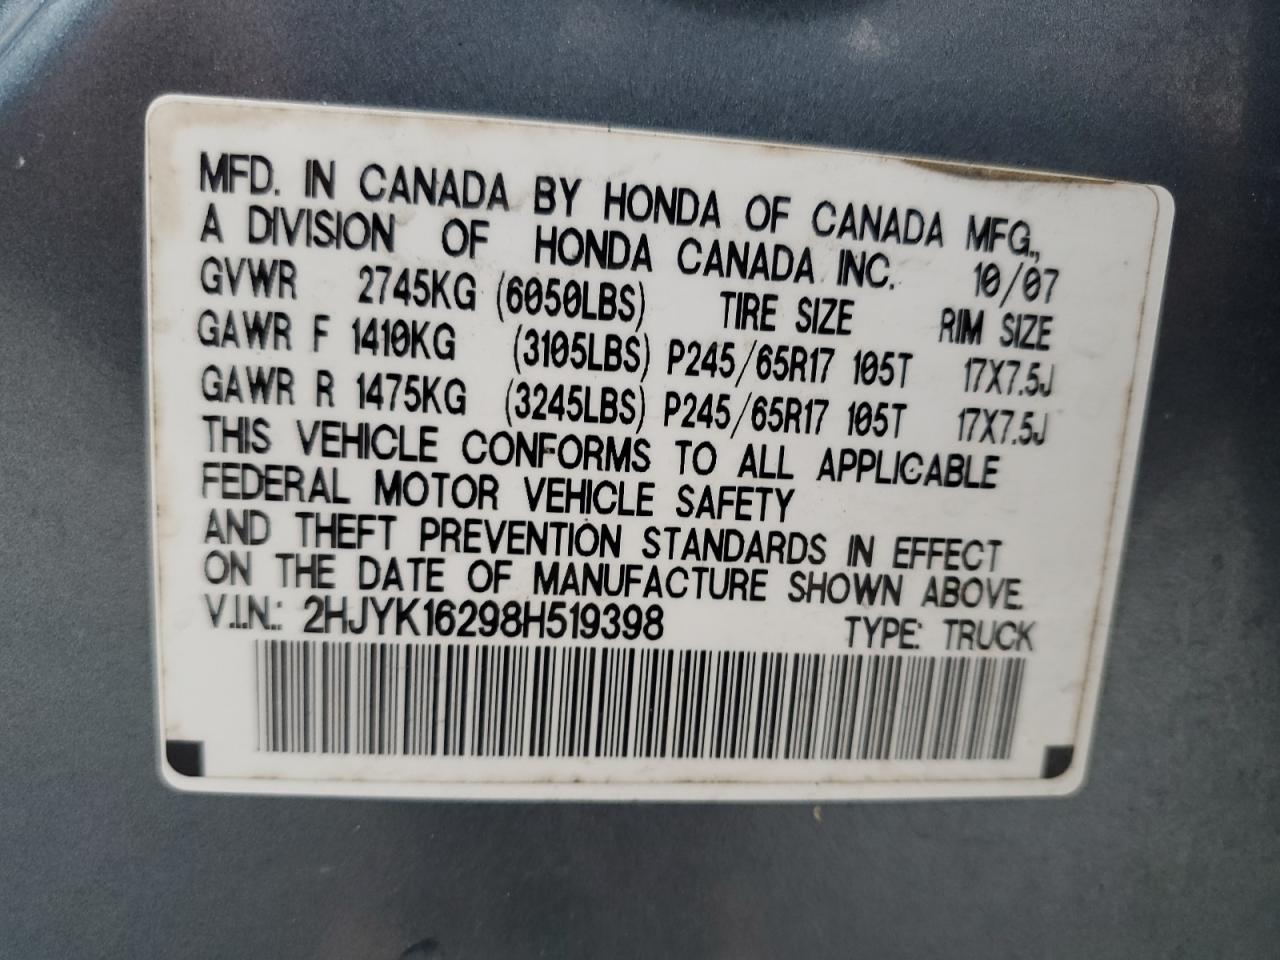 MFD. IN CANADA BY HONDA OF CANADA MFG.,
A DIVISION OF HONDA CANADA INC. 10/07
GVWR 2745KG (6050LBS) TIRE SIZE RIM SIZE
GAWR F 1410KG (3105LBS) P245/65R17 105T 17X7.5J
GAWR R 1475KG (3245LBS) P245/65R17 105T 17X7.5J
THIS VEHICLE CONFORMS TO ALL APPLICABLE
FEDERAL MOTOR VEHICLE SAFETY
AND THEFT PREVENTION STANDARDS IN EFFECT
ON THE DATE OF MANUFACTURE SHOWN ABOVE.
V.I.N.: 2HJYK16298H519398 TYPE: TRUCK